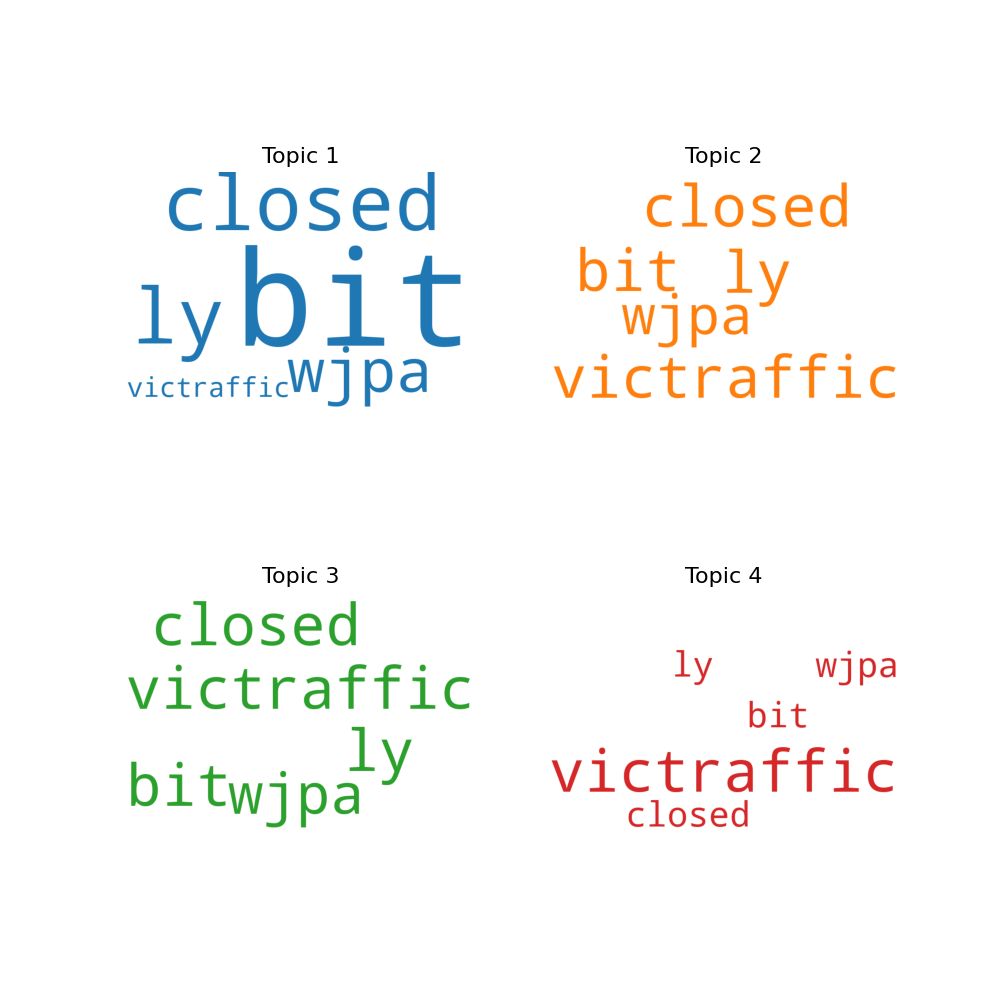 Topic 1
closed
bit
ly
wjpa
victraffic
Topic 2
closed
bit ly
wjpa
victraffic
Topic 3
closed
victraffic
ly
bit
wjpa
Topic 4
ly wjpa
bit
victraffic
closed